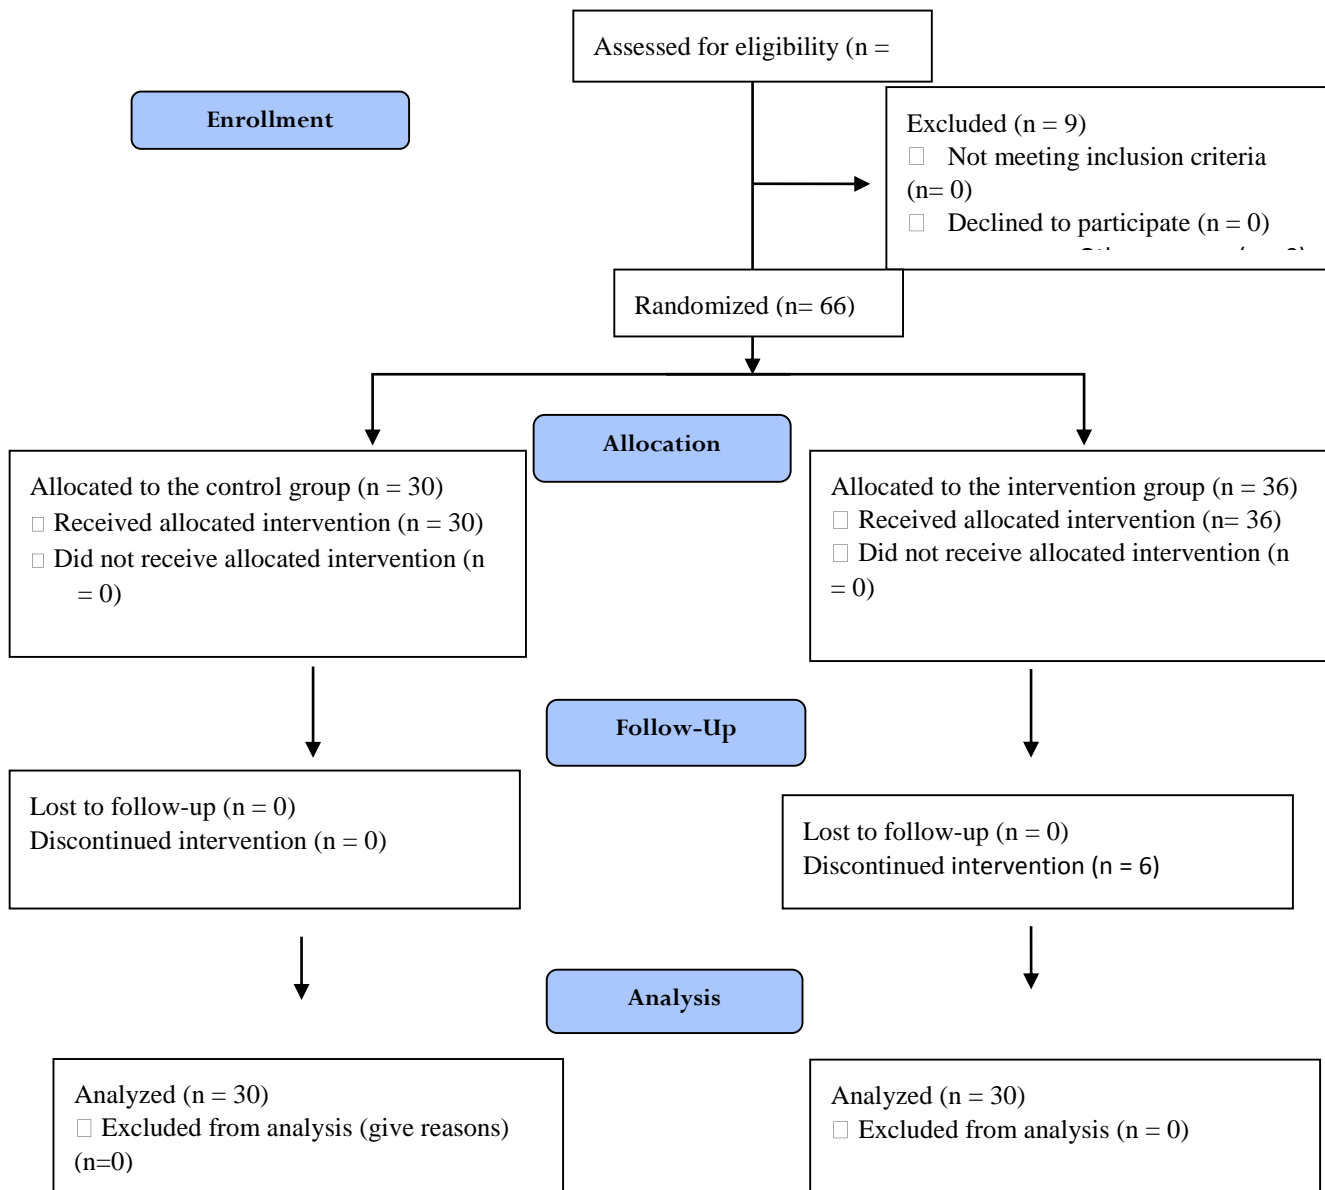 Assessed for eligibility (n =
Enrollment
Excluded (n = 9)
Not meeting inclusion criteria
(n= 0)
Declined to participate (n = 0)
Randomized (n= 66)
Allocation
Allocated to the control group (n = 30)
Received allocated intervention (n = 30)
Did not receive allocated intervention (n
= 0)
Allocated to the intervention group (n = 36)
Received allocated intervention (n= 36)
Did not receive allocated intervention (n
= 0)
Follow-Up
Lost to follow-up (n = 0)
Discontinued intervention (n = 0)
Lost to follow-up (n = 0)
Discontinued intervention (n = 6)
Analysis
Analyzed (n = 30)
Excluded from analysis (give reasons)
(n=0)
Analyzed (n = 30)
Excluded from analysis (n = 0)